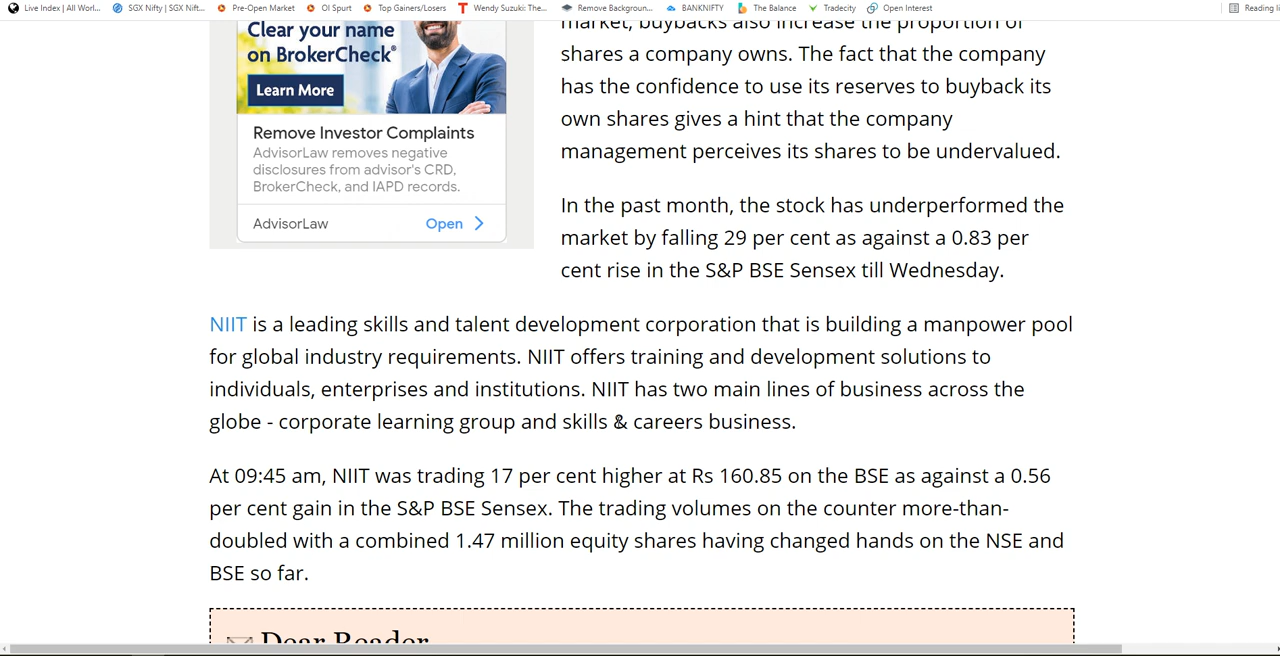 Live Index | All Worl...
SGX Nifty | SGX Nift...
Pre-Open Market
OI Spurt
Top Gainers/Losers
Wendy Suzuki: The...
Remove Backgroun...
BANKNIFTY
The Balance
Tradecity
Open Interest
Reading li
Clear your name
on BrokerCheck®
Learn More
Remove Investor Complaints
AdvisorLaw removes negative
disclosures from advisor's CRD,
BrokerCheck, and IAPD records.
AdvisorLaw
Open
market, buybacks also increase the proportion of
shares a company owns. The fact that the company
has the confidence to use its reserves to buyback its
own shares gives a hint that the company
management perceives its shares to be undervalued.
In the past month, the stock has underperformed the
market by falling 29 per cent as against a 0.83 per
cent rise in the S&P BSE Sensex till Wednesday.
NIIT is a leading skills and talent development corporation that is building a manpower pool
for global industry requirements. NIIT offers training and development solutions to
individuals, enterprises and institutions. NIIT has two main lines of business across the
globe - corporate learning group and skills & careers business.
At 09:45 am, NIIT was trading 17 per cent higher at Rs 160.85 on the BSE as against a 0.56
per cent gain in the S&P BSE Sensex. The trading volumes on the counter more-than-
doubled with a combined 1.47 million equity shares having changed hands on the NSE and
BSE so far.
Dear Reader